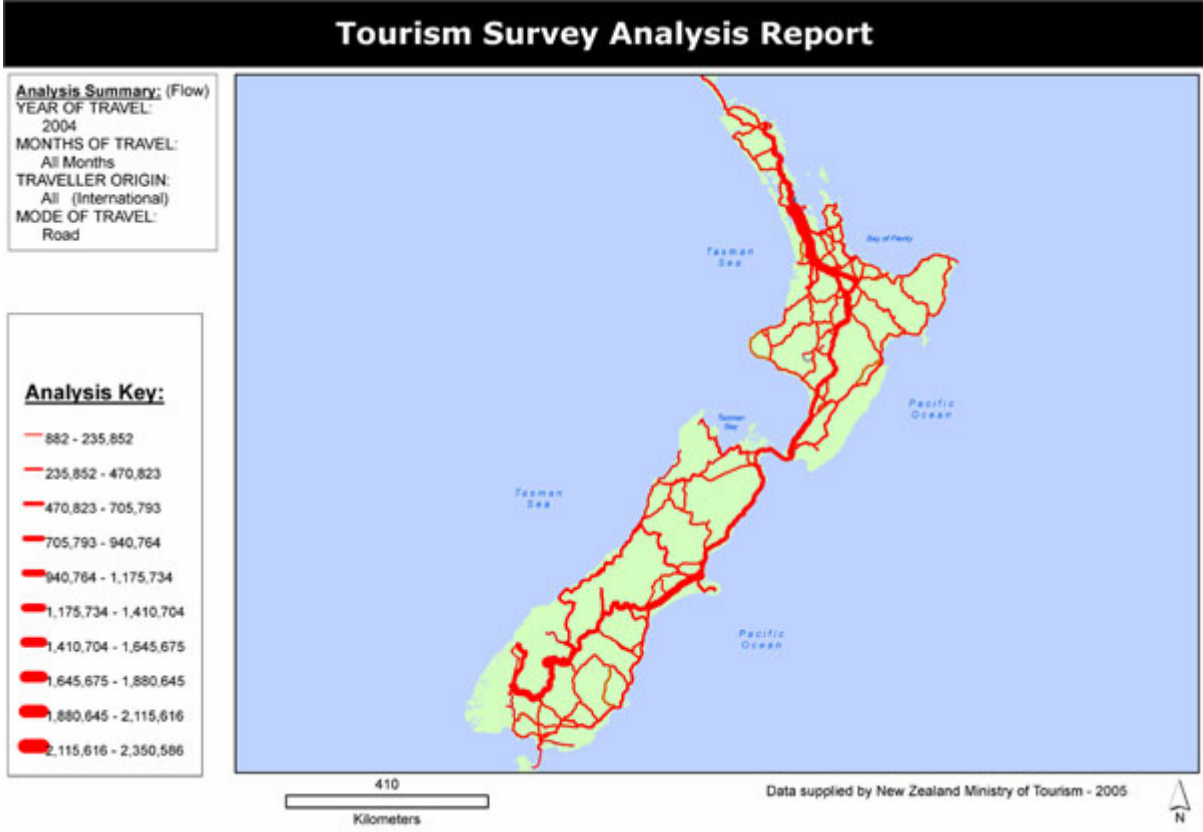 Tourism Survey Analysis Report
Analysis Summary: (Flow)
YEAR OF TRAVEL:
2004
MONTHS OF TRAVEL:
All Months
TRAVELLER ORIGIN:
All (International)
MODE OF TRAVEL:
Road
Analysis Key:
882 - 235,852
235,852 - 470,823
470,823 - 705,793
705,793 - 940,764
940,764 - 1,175,734
1,175,734 - 1,410,704
1,410,704 - 1,645,675
1,645,675 - 1,880,645
1,880,645 - 2,115,616
2,115,616 - 2,350,586
Tasman
Sea
Bay of Plenty
Pacific
Ocean
Tasman
Bay
Tasman
Sea
Pacific
Ocean
410
Kilometers
Data supplied by New Zealand Ministry of Tourism - 2005
N